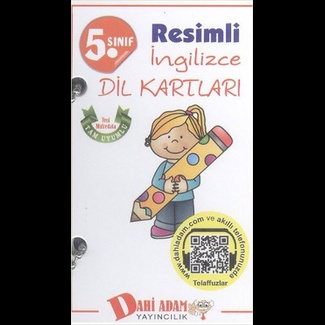 5. SINIF
Resimli
İngilizce
DİL KARTLARI
Yeni
Müfredata
TAM UYUMLU
www.dahiadam.com ve akıllı telefonunuzda
Telaffuzlar
DAHİ ADAM
YAYINCILIK